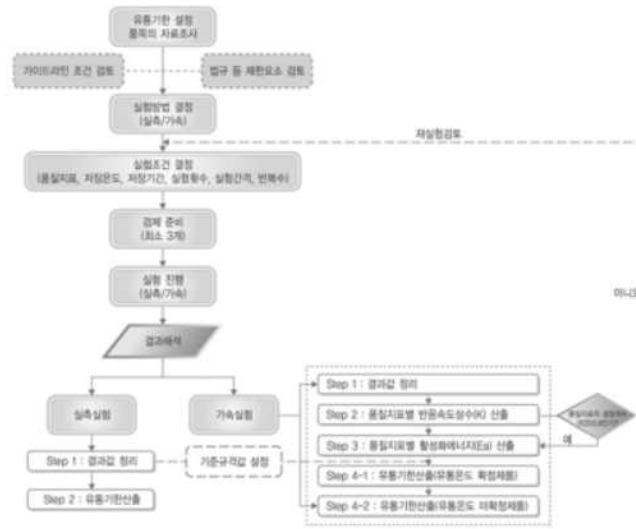 유통기한 설정
품목의 자료조사
가이드라인 조건 검토
법규 등 제한요소 검토
실험방법 결정
(실측/가속)
재실험검토
실험조건 결정
(품질지표, 저장온도, 저장기간, 실험횟수, 실험간격, 반복수)
검체 준비
(최소 3개)
실험 진행
(실측/가속)
아니오
결과해석
실측실험
가속실험
Step 1 : 결과값 정리
Step 2 : 품질지표별 반응속도상수(K) 산출
Step 3 : 품질지표별 활성화에너지(Ea) 산출
예
Step 1 : 결과값 정리
기준규격값 설정
Step 4-1 : 유통기한산출(유통온도 확정제품)
Step 2 : 유통기한산출
Step 4-2 : 유통기한산출(유통온도 미확정제품)